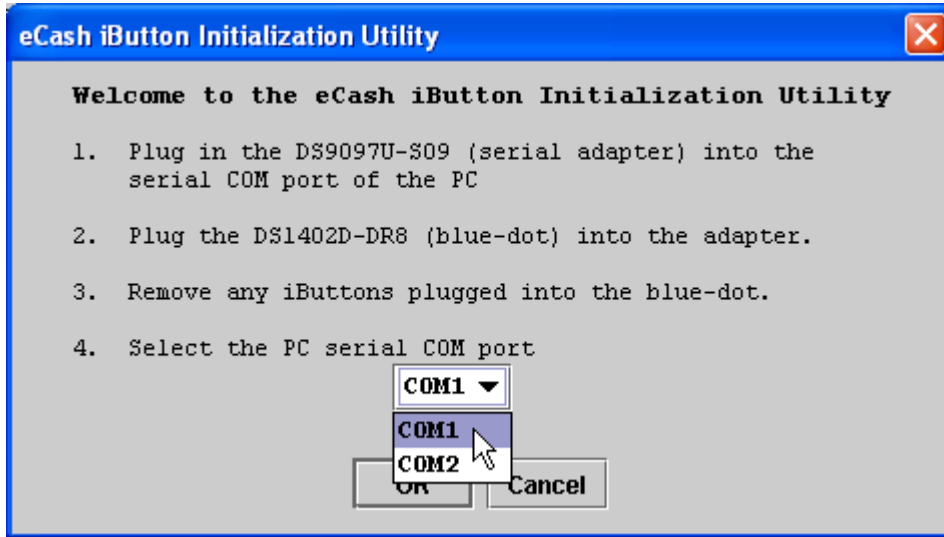 eCash iButton Initialization Utility
Welcome to the eCash iButton Initialization Utility
1. Plug in the DS9097U-S09 (serial adapter) into the
serial COM port of the PC
2. Plug the DS1402D-DR8 (blue-dot) into the adapter.
3. Remove any iButtons plugged into the blue-dot.
4. Select the PC serial COM port
COM1
COM1
COM2
OK Cancel